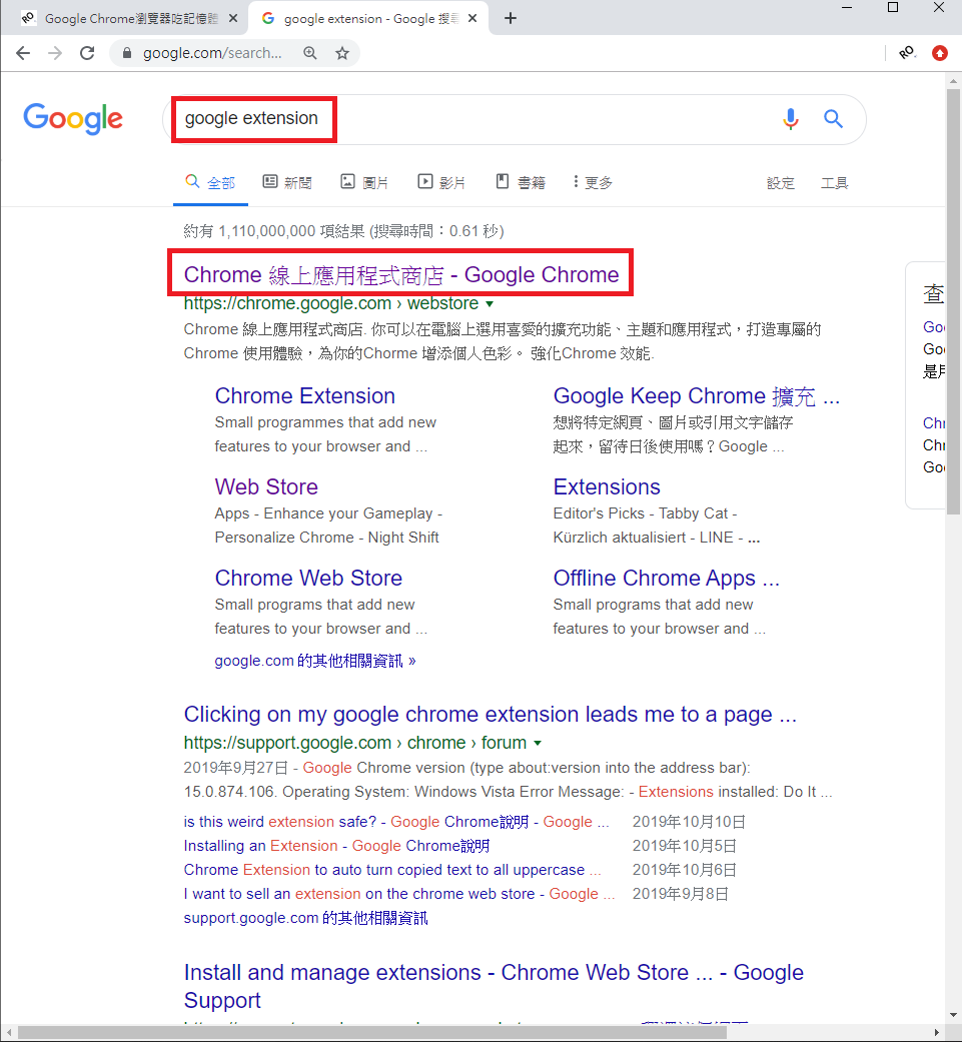 Google Chrome瀏覽器吃記憶體
google extension - Google 搜尋
google.com/search...
Google
google extension
全部 新聞 圖片 影片 書籍 更多 設定 工具
約有 1,110,000,000 項結果 (搜尋時間：0.61 秒)
Chrome 線上應用程式商店 - Google Chrome
https://chrome.google.com › webstore
Chrome 線上應用程式商店. 你可以在電腦上選用喜愛的擴充功能、主題和應用程式，打造專屬的
Chrome 使用體驗，為你的Chorme 增添個人色彩。 強化Chrome 效能.
Chrome Extension
Small programmes that add new
features to your browser and ...
Google Keep Chrome 擴充 ...
想將特定網頁、圖片或引用文字儲存
起來，留待日後使用嗎？Google ...
Web Store
Apps - Enhance your Gameplay -
Personalize Chrome - Night Shift
Extensions
Editor's Picks - Tabby Cat -
Kürzlich aktualisiert - LINE - ...
Chrome Web Store
Small programs that add new
features to your browser and ...
Offline Chrome Apps ...
Small programs that add new
features to your browser and ...
google.com 的其他相關資訊 »
Clicking on my google chrome extension leads me to a page ...
https://support.google.com › chrome › forum
2019年9月27日 - Google Chrome version (type about:version into the address bar):
15.0.874.106. Operating System: Windows Vista Error Message: - Extensions installed: Do It ...
is this weird extension safe? - Google Chrome說明 - Google ... 2019年10月10日
Installing an Extension - Google Chrome說明 2019年10月5日
Chrome Extension to auto turn copied text to all uppercase ... 2019年10月6日
I want to sell an extension on the chrome web store - Google ... 2019年9月8日
support.google.com 的其他相關資訊
Install and manage extensions - Chrome Web Store ... - Google
Support
查
Goo
Goo
是用
Chr
Chr
Goo